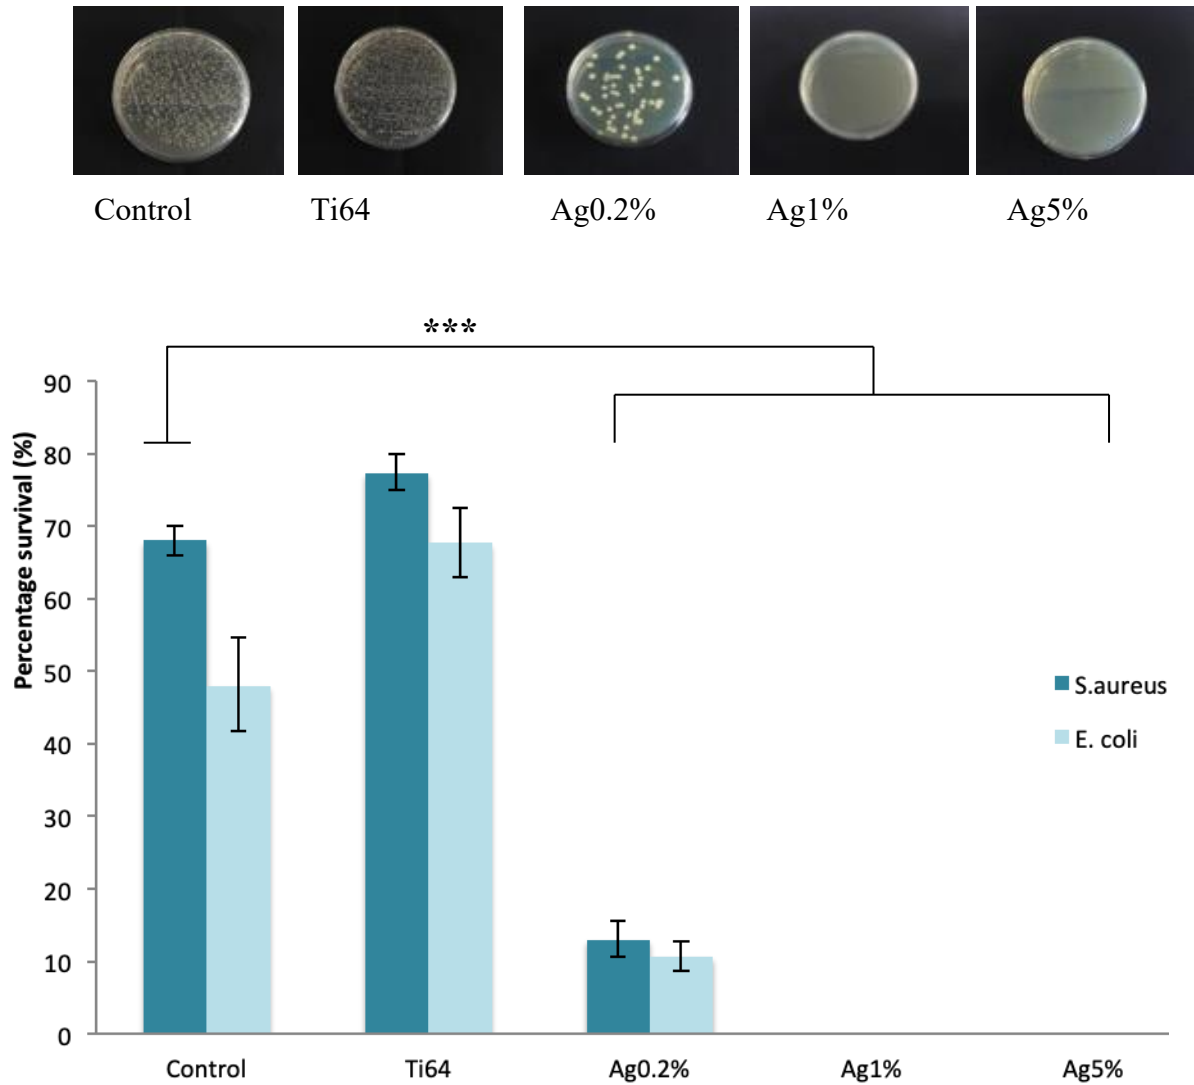 Control Ti64 Ag0.2% Ag1% Ag5%
***
90
80
70
60
50
40
30
20
10
0
Percentage survival (%)
S.aureus
E. coli
Control Ti64 Ag0.2% Ag1% Ag5%